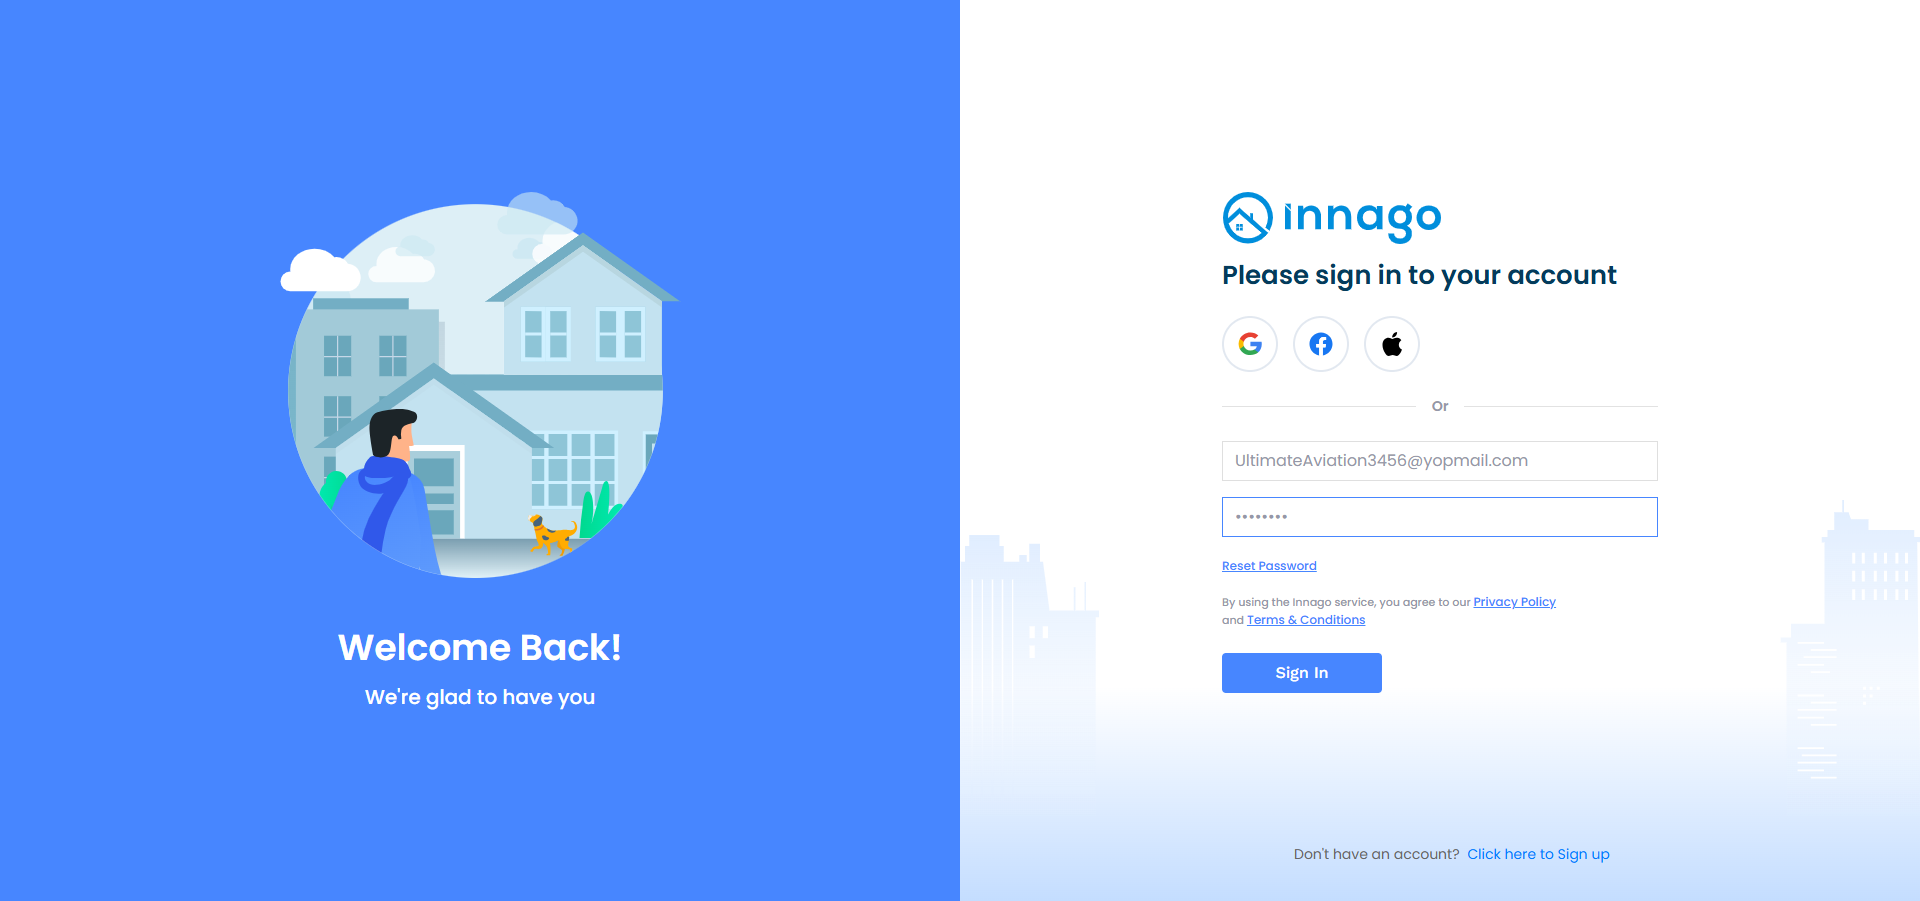 Welcome Back!
We're glad to have you
innago
Please sign in to your account
Or
UltimateAviation3456@yopmail.com
••••••••
Reset Password
By using the Innago service, you agree to our Privacy Policy
and Terms & Conditions
Sign In
Don't have an account? Click here to Sign up